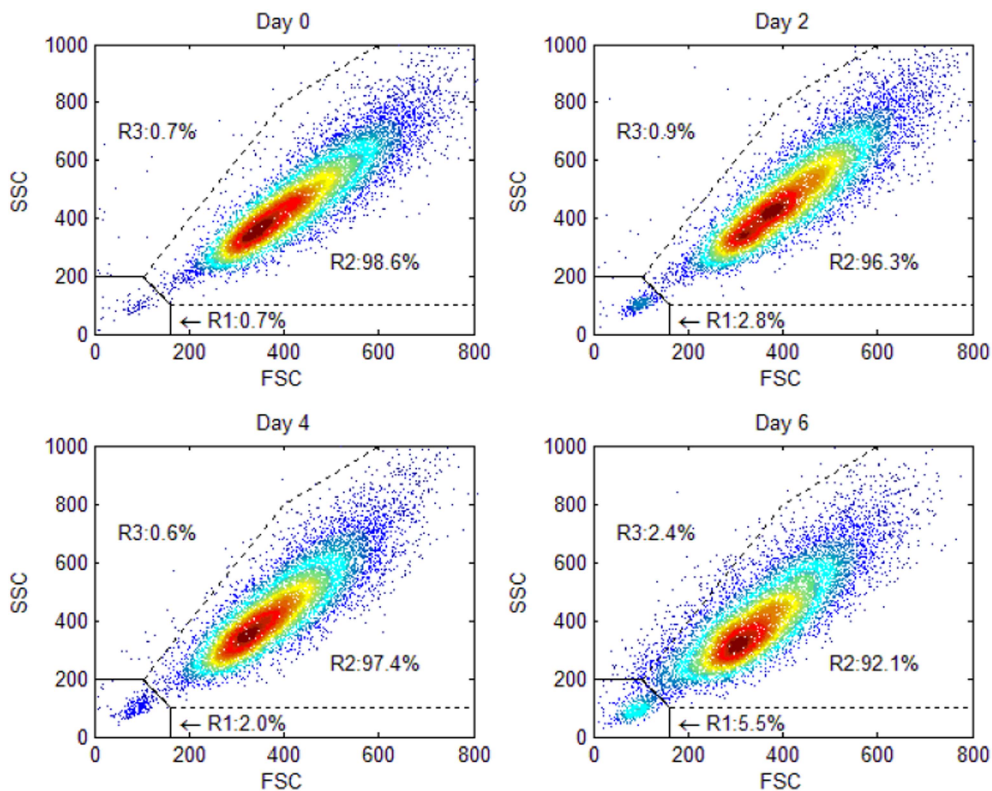 Day 0
1000
800
600
400
200
0
SSC
R3:0.7%
R2:98.6%
← R1:0.7%
0 200 400 600 800
FSC
Day 2
1000
800
600
400
200
0
SSC
R3:0.9%
R2:96.3%
← R1:2.8%
0 200 400 600 800
FSC
Day 4
1000
800
600
400
200
0
SSC
R3:0.6%
R2:97.4%
← R1:2.0%
0 200 400 600 800
FSC
Day 6
1000
800
600
400
200
0
SSC
R3:2.4%
R2:92.1%
← R1:5.5%
0 200 400 600 800
FSC